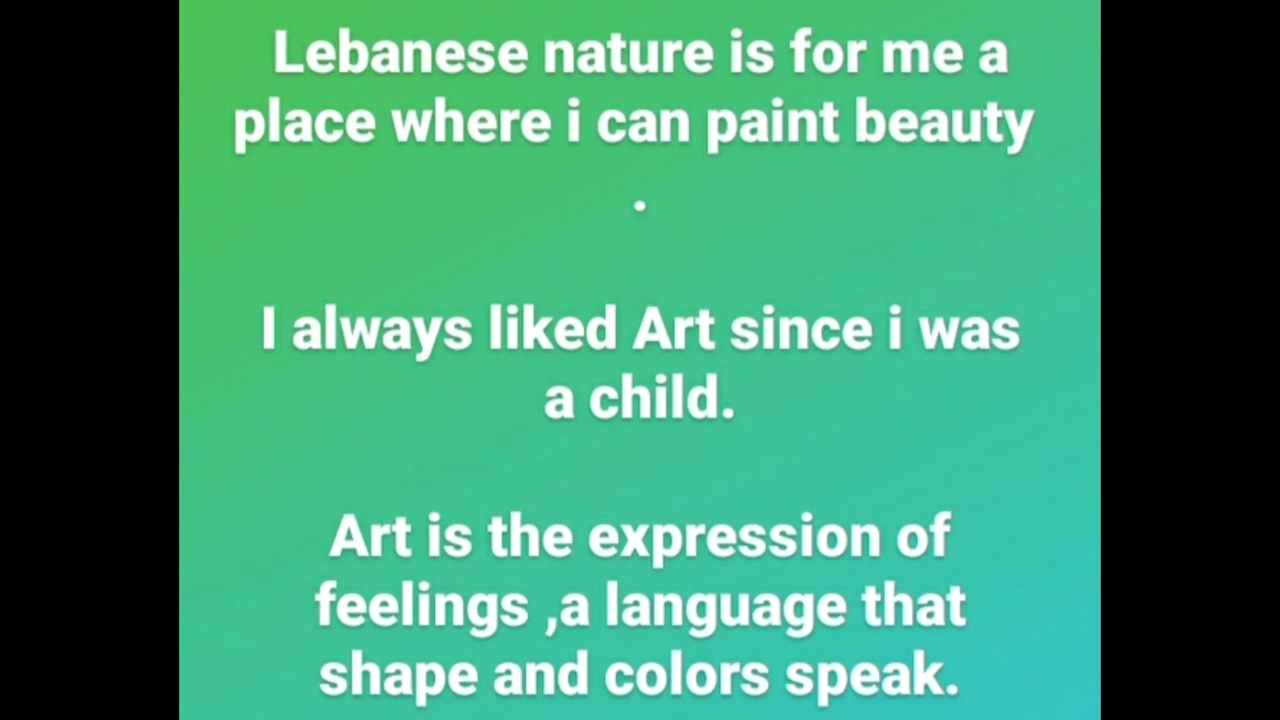 Lebanese nature is for me a
place where i can paint beauty
.
I always liked Art since i was
a child.
Art is the expression of
feelings ,a language that
shape and colors speak.